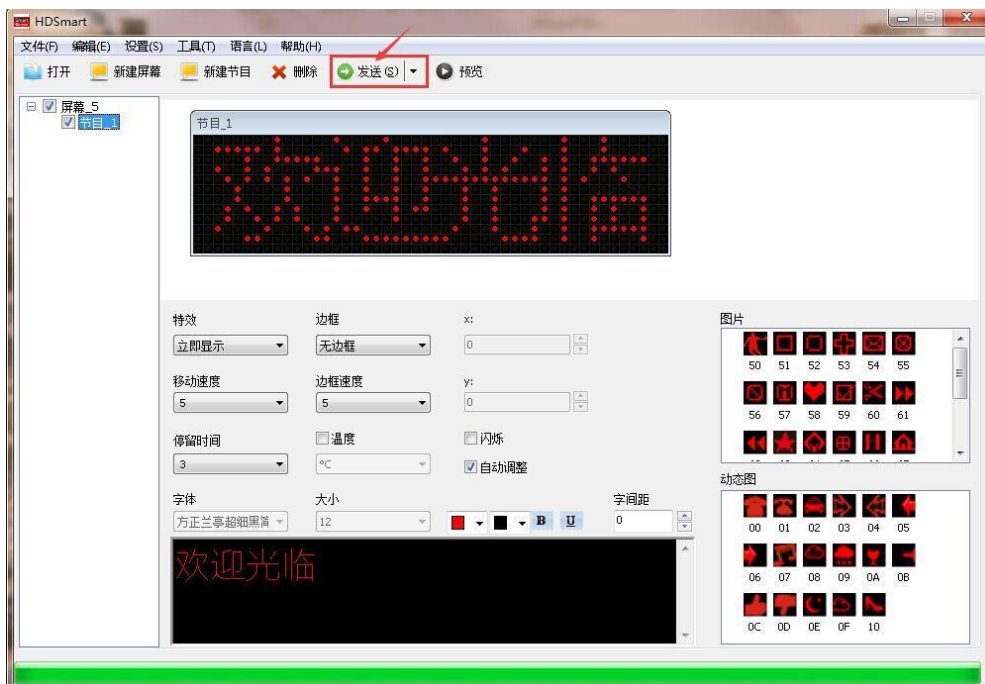 HDSmart
文件(F) 编辑(E) 设置(S) 工具(T) 语言(L) 帮助(H)
打开 新建屏幕 新建节目 删除 发送(S) 预览
屏幕_5
节目_1
节目_1
欢迎光临
特效 边框 x:
立即显示 无边框 0
移动速度 边框速度 y:
5 5 0
停留时间 温度 闪烁
3 °C 自动调整
字体 大小 字间距
方正兰亭超细黑简 12 B U 0
欢迎光临
图片
50 51 52 53 54 55
56 57 58 59 60 61
动态图
00 01 02 03 04 05
06 07 08 09 0A 0B
0C 0D 0E 0F 10